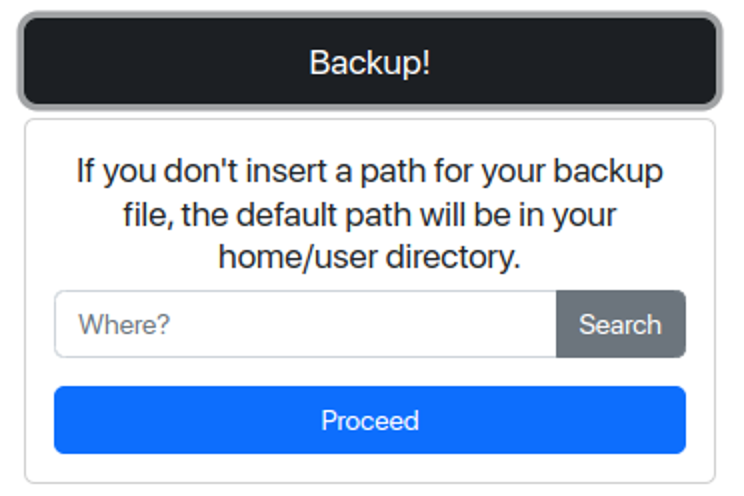 Backup!
If you don't insert a path for your backup
file, the default path will be in your
home/user directory.
Where?
Search
Proceed